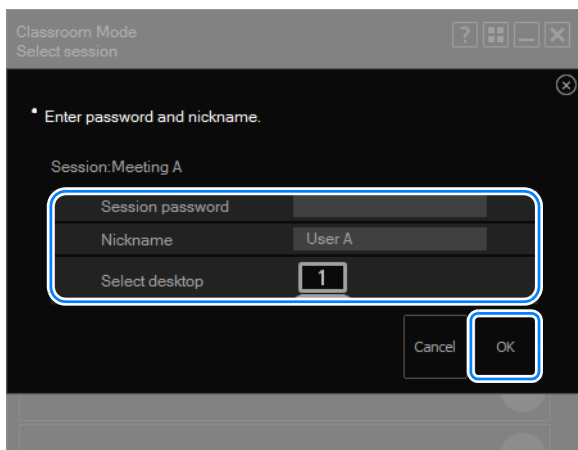 Classroom Mode
Select session
?
Enter password and nickname.
Session:Meeting A
Session password
Nickname User A
Select desktop 1
Cancel OK